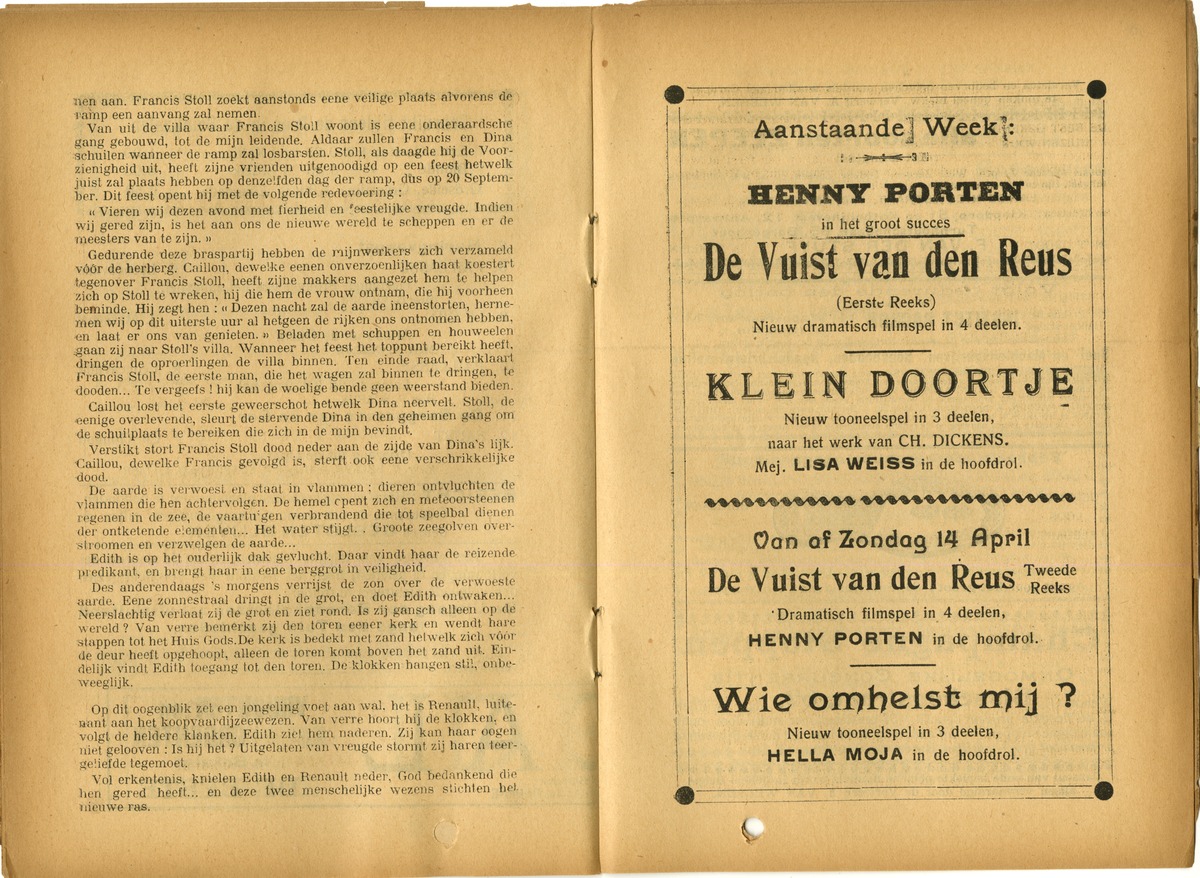 nen aan. Francis Stoll zoekt aanstonds eene veilige plaats alvorens de
ramp een aanvang zal nemen
Van uit de villa waar Francis Stoll woont is eene onderaardsche
gang gebouwd, tot de mijn leidende. Aldaar zullen Francis en Dina
schuilen wanneer de ramp zal losbarsten. Stoll, als daagde hij de Voor-
zienigheid uit, heeft zijne vrienden uitgenoodigd op een feest hetwelk
juist zal plaats hebben op denzelfden dag der ramp, dus op 20 Septem-
ber. Dit feest opent hij met de volgende redevoering :
« Vieren wij dezen avond met fierheid en feestelijke vreugde. Indien
wij gered zijn, is het aan ons de nieuwe wereld te scheppen en er de
meesters van te zijn. »
Gedurende deze braspartij hebben de mijnwerkers zich verzameld
vóór de herberg. Caillou, dewelke eenen onverzoenlijken haat koestert
tegenover Francis Stoll, heeft zijne makkers aangezet hem te helpen
zich op Stoll te wreken, hij die hem de vrouw ontnam, die hij voorheen
beminde. Hij zegt hen : « Dezen nacht zal de aarde ineenstorten, herne-
men wij op dit uiterste uur al hetgeen de rijken ons ontnomen hebben,
en laat er ons van genieten. » Beladen met schuppen en houweelen
gaan zij naar Stoll's villa. Wanneer het feest het toppunt bereikt heeft,
dringen de oproerlingen de villa binnen. Ten einde raad, verklaart
Francis Stoll, de eerste man, die het wagen zal binnen te dringen, te
dooden... Te vergeefs ! hij kan de woelige bende geen weerstand bieden.
Caillou lost het eerste geweerschot hetwelk Dina neervelt. Stoll, de
eenige overlevende, sleurt de stervende Dina in den geheimen gang om
de schuilplaats te bereiken die zich in de mijn bevindt.
Verstikt stort Francis Stoll dood neder aan de zijde van Dina's lijk.
Caillou, dewelke Francis gevolgd is, sterft ook eene verschrikkelijke
dood.
De aarde is verwoest en staat in vlammen ; dieren ontvluchten de
vlammen die hen achtervolgen. De hemel opent zich en meteoorsteenen
regenen in de zee, de vaartuigen verbrandend die tot speelbal dienen
der ontketende elementen... Het water stijgt. . Groote zeegolven over-
stroomen en verzwelgen de aarde...
Edith is op het ouderlijk dak gevlucht. Daar vindt haar de reizende
predikant, en brengt haar in eene berggrot in veiligheid.
Des anderendaags 's morgens verrijst de zon over de verwoeste
aarde. Eene zonnestraal dringt in de grot, en doet Edith ontwaken...
Neerslachtig verlaat zij de grot en ziet rond. Is zij gansch alleen op de
wereld ? Van verre bemerkt zij den toren eener kerk en wendt hare
stappen tot het Huis Gods. De kerk is bedekt met zand hetwelk zich vóór
de deur heeft opgehoopt, alleen de toren komt boven het zand uit. Ein-
delijk vindt Edith toegang tot den toren. De klokken hangen stil, onbe-
weeglijk.
Op dit oogenblik zet een jongeling voet aan wal, het is Renault, luite-
nant aan het koopvaardijzeewezen. Van verre hoort hij de klokken, en
volgt de heldere klanken. Edith ziet hem naderen. Zij kan haar oogen
niet gelooven : Is hij het ? Uitgelaten van vreugde stormt zij haren teer-
geliefde tegemoet.
Vol erkentenis, knielen Edith en Renault neder, God bedankend die
hen gered heeft... en deze twee menschelijke wezens stichten het
nieuwe ras.
Aanstaande Week :
HENNY PORTEN
in het groot succes
De Vuist van den Reus
(Eerste Reeks)
Nieuw dramatisch filmspel in 4 deelen.
KLEIN DOORTJE
Nieuw tooneelspel in 3 deelen,
naar het werk van CH. DICKENS.
Mej. LISA WEISS in de hoofdrol.
Van af Zondag 14 April
De Vuist van den Reus Tweede Reeks
Dramatisch filmspel in 4 deelen,
HENNY PORTEN in de hoofdrol.
Wie omhelst mij ?
Nieuw tooneelspel in 3 deelen,
HELLA MOJA in de hoofdrol.